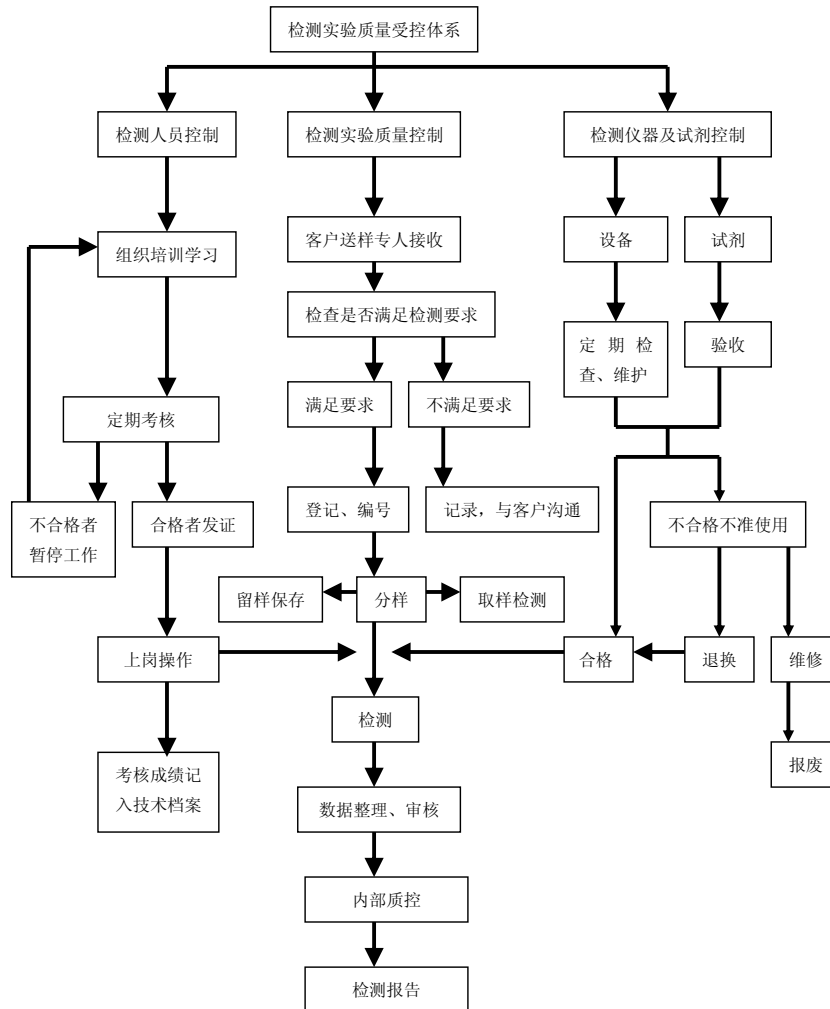 检测实验质量受控体系
检测人员控制
检测实验质量控制
检测仪器及试剂控制
组织培训学习
客户送样专人接收
设备
试剂
检查是否满足检测要求
定期检
查、维护
验收
满足要求
不满足要求
定期考核
不合格者
暂停工作
合格者发证
登记、编号
记录，与客户沟通
不合格不准使用
留样保存
分样
取样检测
上岗操作
合格
退换
维修
检测
考核成绩记
入技术档案
报废
数据整理、审核
内部质控
检测报告